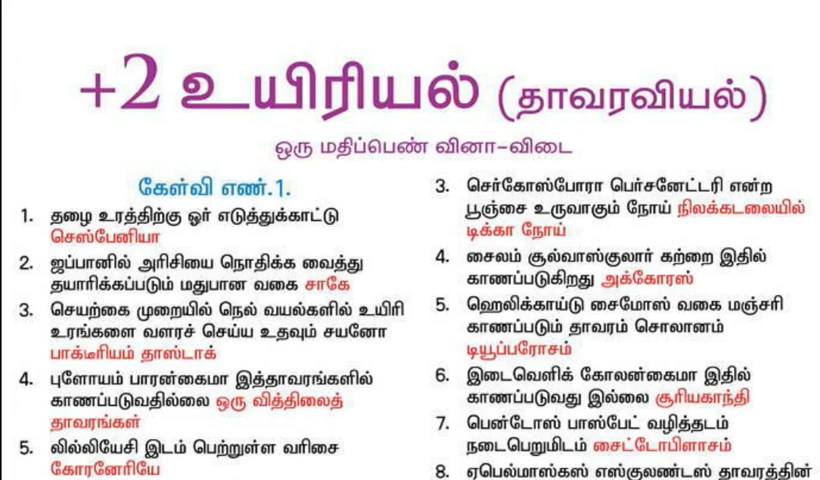 +2 உயிரியல் (தாவரவியல்)
ஒரு மதிப்பெண் வினா-விடை
கேள்வி எண்.1.
1. தழை உரத்திற்கு ஓர் எடுத்துக்காட்டு
செஸ்பேனியா
2. ஜப்பானில் அரிசியை நொதிக்க வைத்து
தயாரிக்கப்படும் மதுபான வகை சாகே
3. செயற்கை முறையில் நெல் வயல்களில் உயிரி
உரங்களை வளரச் செய்ய உதவும் சயனோ
பாக்டீரியம் தாஸ்டாக்
4. புளோயம் பாரன்கைமா இத்தாவரங்களில்
காணப்படுவதில்லை ஒரு வித்திலைத்
தாவரங்கள்
5. லில்லியேசி இடம் பெற்றுள்ள வரிசை
கோரனேரியே
3. செர்கோஸ்போரா பெர்சனேட்டரி என்ற
பூஞ்சை உருவாகும் நோய் நிலக்கடலையில்
டிக்கா நோய்
4. சைலம் சூல்வாஸ்குலார் கற்றை இதில்
காணப்படுகிறது அக்கோரஸ்
5. ஹெலிக்காய்டு சைமோஸ் வகை மஞ்சரி
காணப்படும் தாவரம் சொலானம்
டியூப்பரோசம்
6. இடைவெளிக் கோலன்கைமா இதில்
காணப்படுவது இல்லை சூரியகாந்தி
7. பென்டோஸ் பாஸ்பேட் வழித்தடம்
நடைபெறுமிடம் சைட்டோபிளாசம்
8. ஏபெல்மாஸ்கஸ் எஸ்குலண்டஸ் தாவரத்தின்